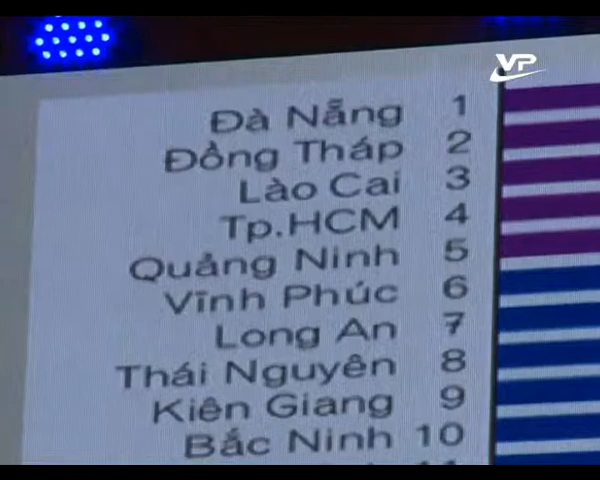 VP
Đà Nẵng 1
Đồng Tháp 2
Lào Cai 3
Tp.HCM 4
Quảng Ninh 5
Vĩnh Phúc 6
Long An 7
Thái Nguyên 8
Kiên Giang 9
Bắc Ninh 10
11